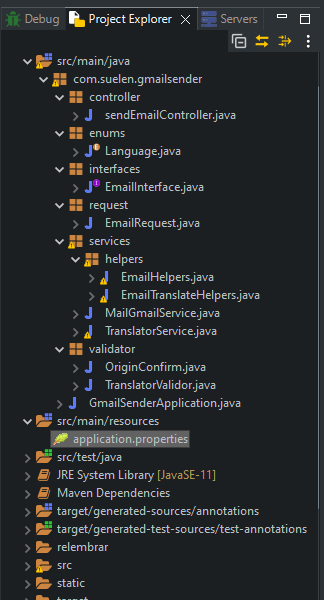 Debug Project Explorer Servers
src/main/java
com.suelen.gmailsender
controller
sendEmailController.java
enums
Language.java
interfaces
EmailInterface.java
request
EmailRequest.java
services
helpers
EmailHelpers.java
EmailTranslateHelpers.java
MailGmailService.java
TranslatorService.java
validator
OriginConfirm.java
TranslatorValidor.java
GmailSenderApplication.java
src/main/resources
application.properties
src/test/java
JRE System Library [JavaSE-11]
Maven Dependencies
target/generated-sources/annotations
target/generated-test-sources/test-annotations
relembrar
src
static
target